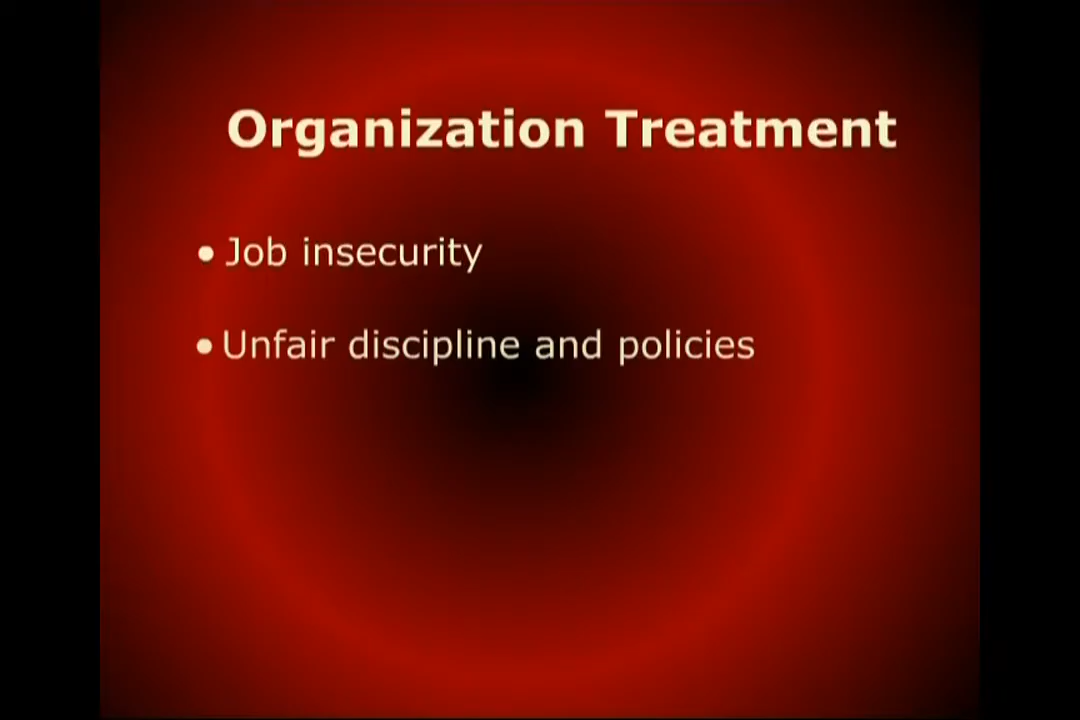 Organization Treatment
• Job insecurity
• Unfair discipline and policies